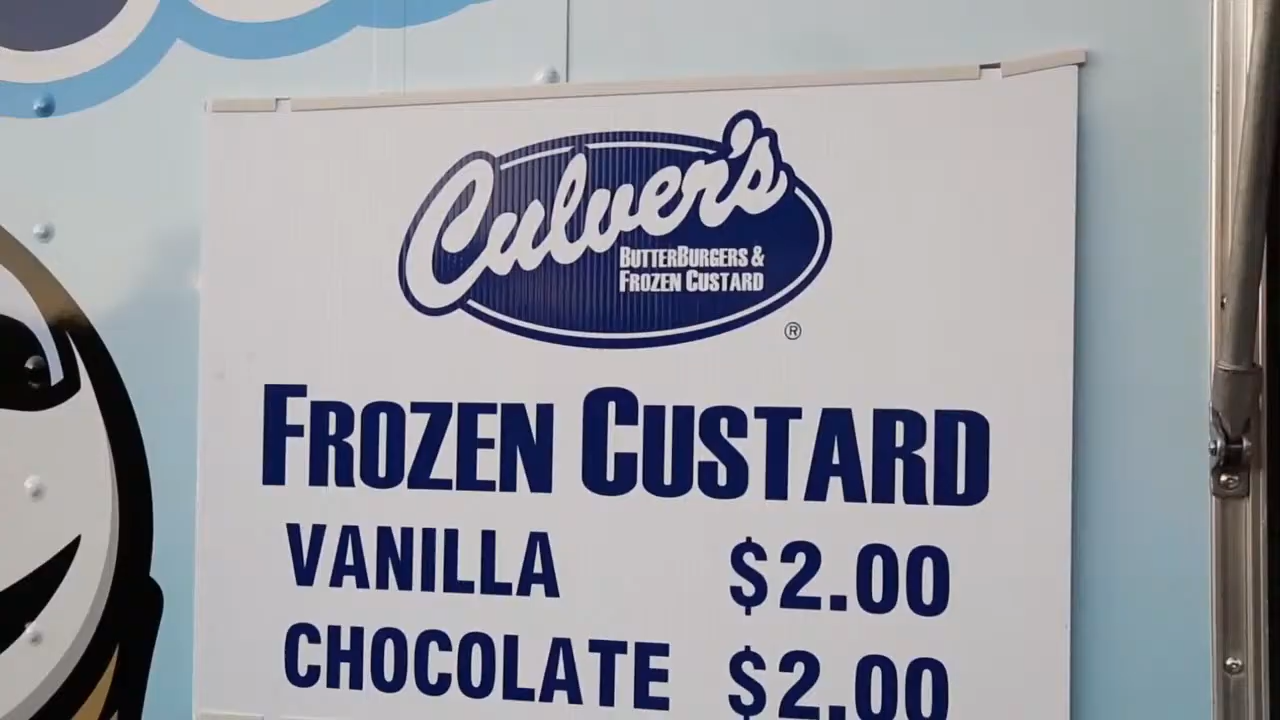 Culver's
BUTTERBURGERS &
FROZEN CUSTARD
®
FROZEN CUSTARD
VANILLA $2.00
CHOCOLATE $2.00